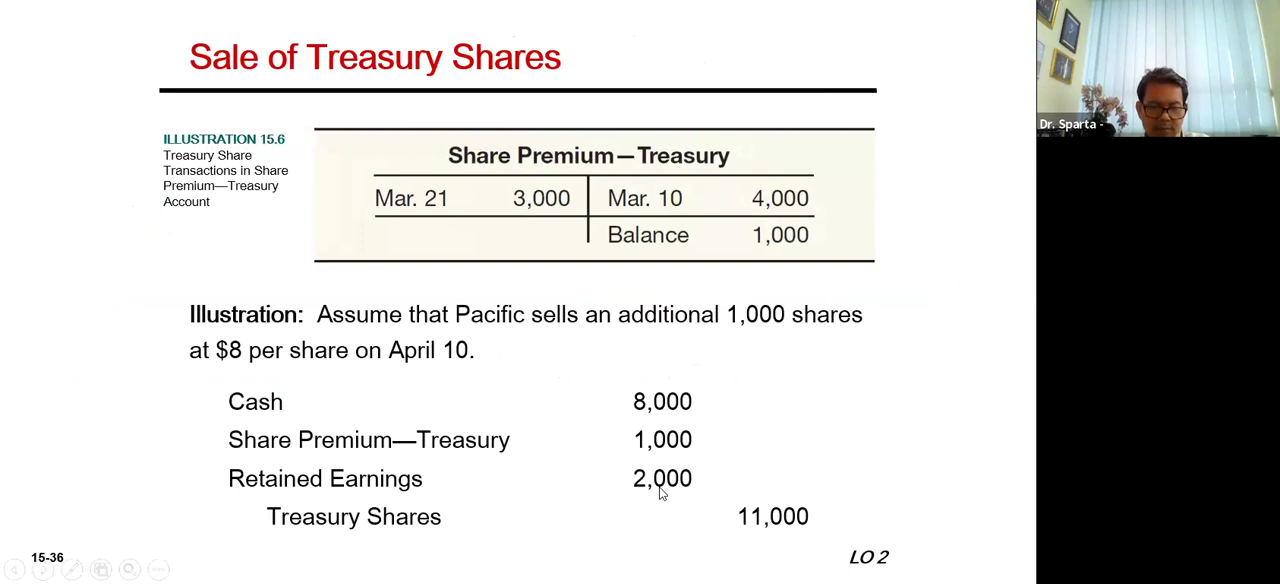 Sale of Treasury Shares
ILLUSTRATION 15.6
Treasury Share
Transactions in Share
Premium—Treasury
Account
Share Premium—Treasury
Mar. 21 3,000 Mar. 10 4,000
Balance 1,000
Illustration: Assume that Pacific sells an additional 1,000 shares
at $8 per share on April 10.
Cash 8,000
Share Premium—Treasury 1,000
Retained Earnings 2,000
Treasury Shares 11,000
15-36
LO 2
Dr. Sparta -